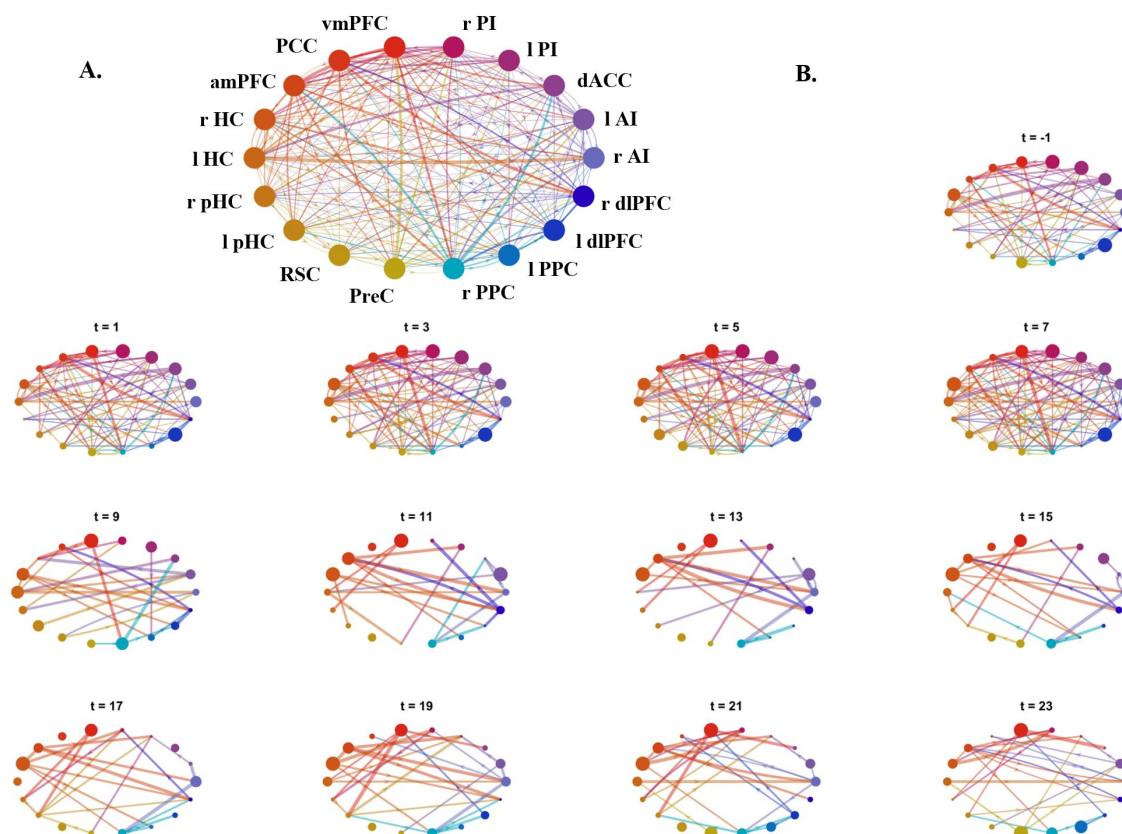 A.
B.
vmPFC
r PI
PCC
l PI
amPFC
dACC
r HC
l AI
l HC
r AI
r pHC
r dlPFC
l pHC
l dlPFC
RSC
l PPC
PreC
r PPC
t = -1
t = 1
t = 3
t = 5
t = 7
t = 9
t = 11
t = 13
t = 15
t = 17
t = 19
t = 21
t = 23